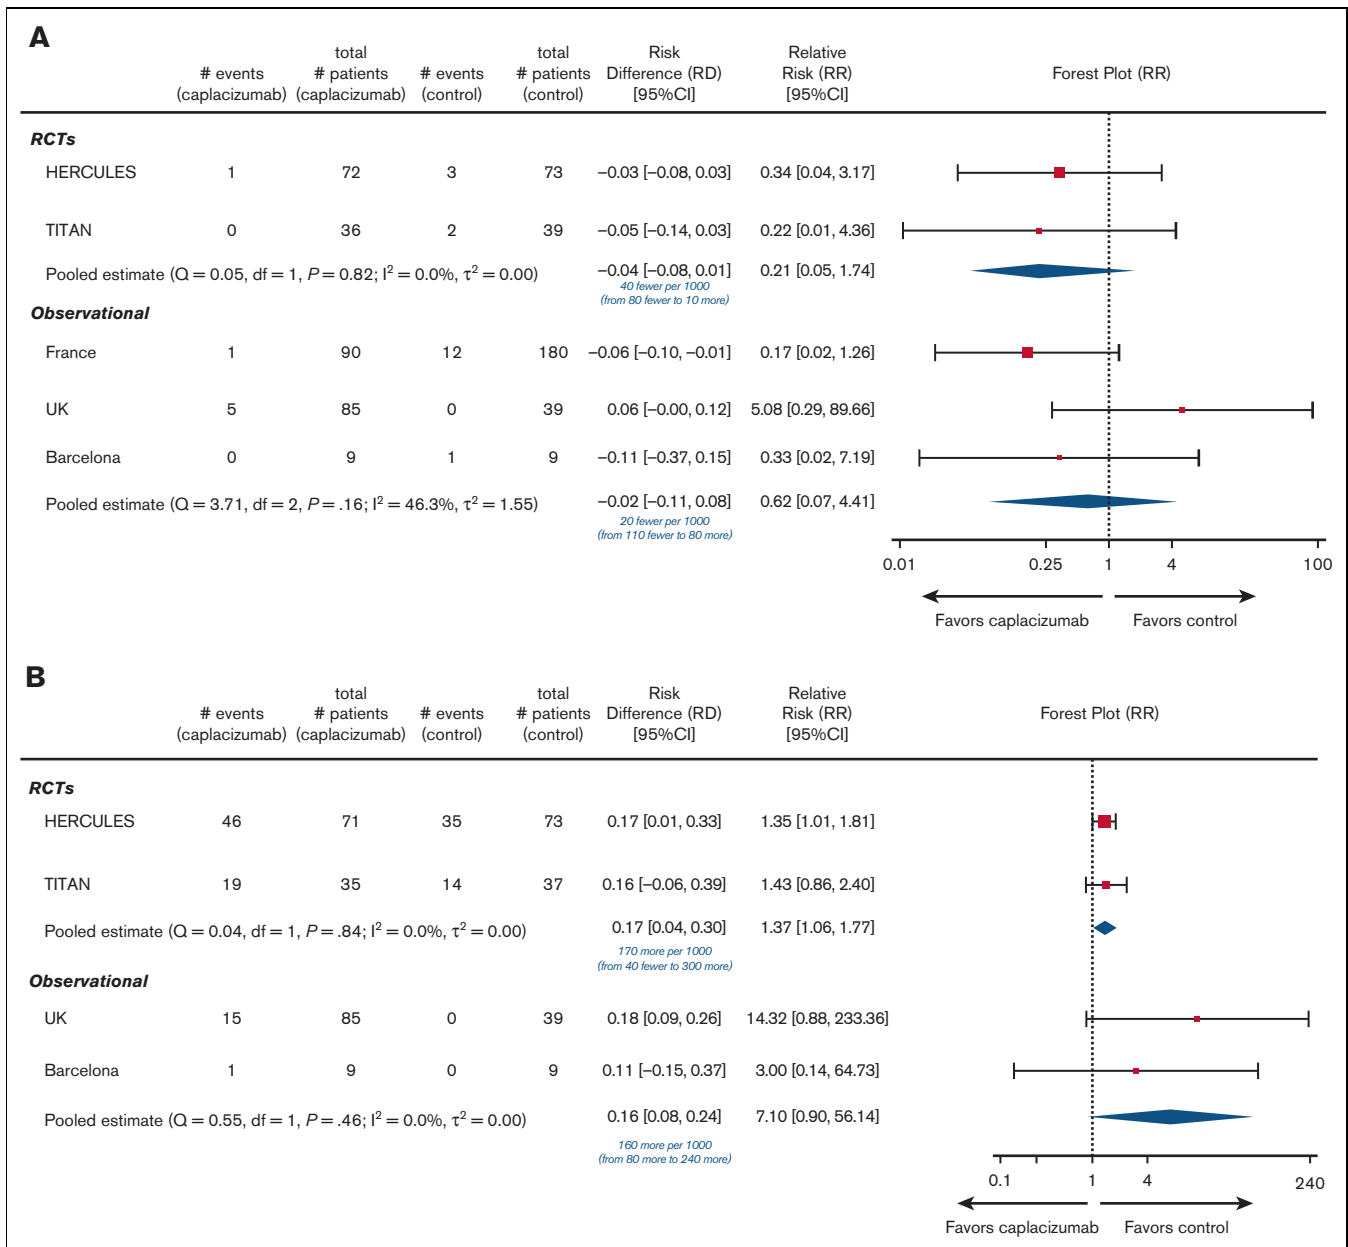 A
# events (caplacizumab) total # patients (caplacizumab) # events (control) total # patients (control) Risk Difference (RD) [95%CI] Relative Risk (RR) [95%CI] Forest Plot (RR)
RCTs
HERCULES 1 72 3 73 −0.03 [−0.08, 0.03] 0.34 [0.04, 3.17]
TITAN 0 36 2 39 −0.05 [−0.14, 0.03] 0.22 [0.01, 4.36]
Pooled estimate (Q = 0.05, df = 1, P = 0.82; I² = 0.0%, τ² = 0.00) −0.04 [−0.08, 0.01] 0.21 [0.05, 1.74]
40 fewer per 1000
(from 80 fewer to 10 more)
Observational
France 1 90 12 180 −0.06 [−0.10, −0.01] 0.17 [0.02, 1.26]
UK 5 85 0 39 0.06 [−0.00, 0.12] 5.08 [0.29, 89.66]
Barcelona 0 9 1 9 −0.11 [−0.37, 0.15] 0.33 [0.02, 7.19]
Pooled estimate (Q = 3.71, df = 2, P = .16; I² = 46.3%, τ² = 1.55) −0.02 [−0.11, 0.08] 0.62 [0.07, 4.41]
20 fewer per 1000
(from 110 fewer to 80 more)
0.01 0.25 1 4 100
Favors caplacizumab Favors control
B
# events (caplacizumab) total # patients (caplacizumab) # events (control) total # patients (control) Risk Difference (RD) [95%CI] Relative Risk (RR) [95%CI] Forest Plot (RR)
RCTs
HERCULES 46 71 35 73 0.17 [0.01, 0.33] 1.35 [1.01, 1.81]
TITAN 19 35 14 37 0.16 [−0.06, 0.39] 1.43 [0.86, 2.40]
Pooled estimate (Q = 0.04, df = 1, P = .84; I² = 0.0%, τ² = 0.00) 0.17 [0.04, 0.30] 1.37 [1.06, 1.77]
170 more per 1000
(from 40 fewer to 300 more)
Observational
UK 15 85 0 39 0.18 [0.09, 0.26] 14.32 [0.88, 233.36]
Barcelona 1 9 0 9 0.11 [−0.15, 0.37] 3.00 [0.14, 64.73]
Pooled estimate (Q = 0.55, df = 1, P = .46; I² = 0.0%, τ² = 0.00) 0.16 [0.08, 0.24] 7.10 [0.90, 56.14]
160 more per 1000
(from 80 more to 240 more)
0.1 1 4 240
Favors caplacizumab Favors control